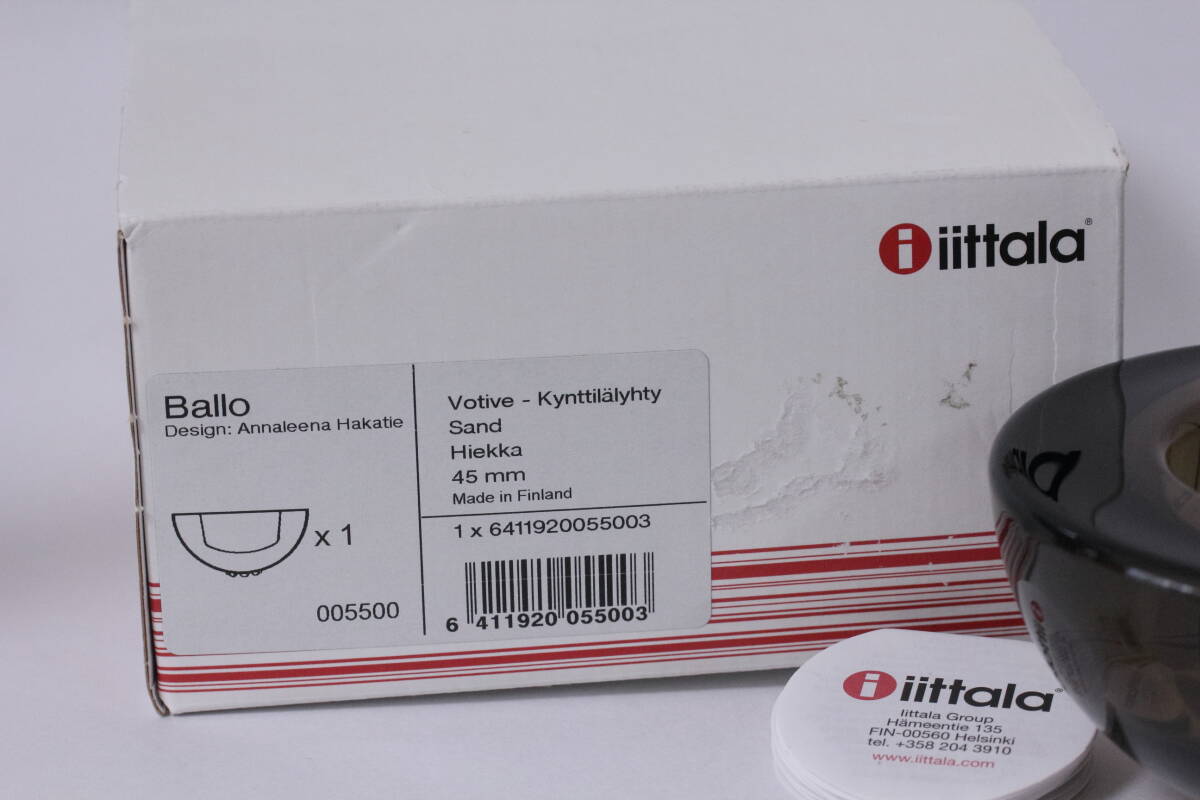 iittala®
Ballo
Design: Annaleena Hakatie
x 1
005500
Votive - Kynttilälyhty
Sand
Hiekka
45 mm
Made in Finland
1 x 6411920055003
6 411920 055003
iittala®
Iittala Group
Hämeentie 135
FIN-00560 Helsinki
tel. +358 204 3910
www.iittala.com